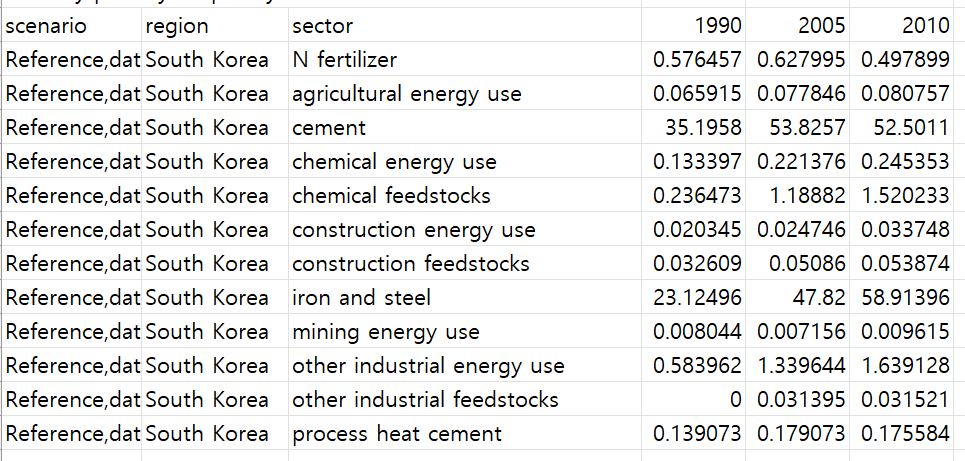 scenario region sector 1990 2005 2010
Reference,dat South Korea N fertilizer 0.576457 0.627995 0.497899
Reference,dat South Korea agricultural energy use 0.065915 0.077846 0.080757
Reference,dat South Korea cement 35.1958 53.8257 52.5011
Reference,dat South Korea chemical energy use 0.133397 0.221376 0.245353
Reference,dat South Korea chemical feedstocks 0.236473 1.18882 1.520233
Reference,dat South Korea construction energy use 0.020345 0.024746 0.033748
Reference,dat South Korea construction feedstocks 0.032609 0.05086 0.053874
Reference,dat South Korea iron and steel 23.12496 47.82 58.91396
Reference,dat South Korea mining energy use 0.008044 0.007156 0.009615
Reference,dat South Korea other industrial energy use 0.583962 1.339644 1.639128
Reference,dat South Korea other industrial feedstocks 0 0.031395 0.031521
Reference,dat South Korea process heat cement 0.139073 0.179073 0.175584